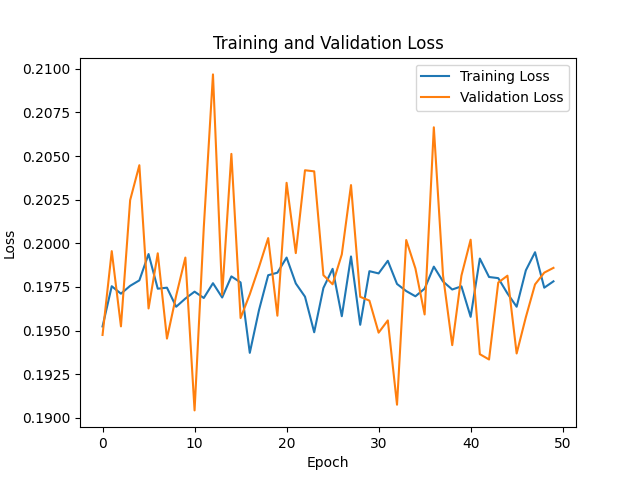 Training and Validation Loss
Training Loss
Validation Loss
0.2100
0.2075
0.2050
0.2025
0.2000
0.1975
0.1950
0.1925
0.1900
Loss
0 10 20 30 40 50
Epoch